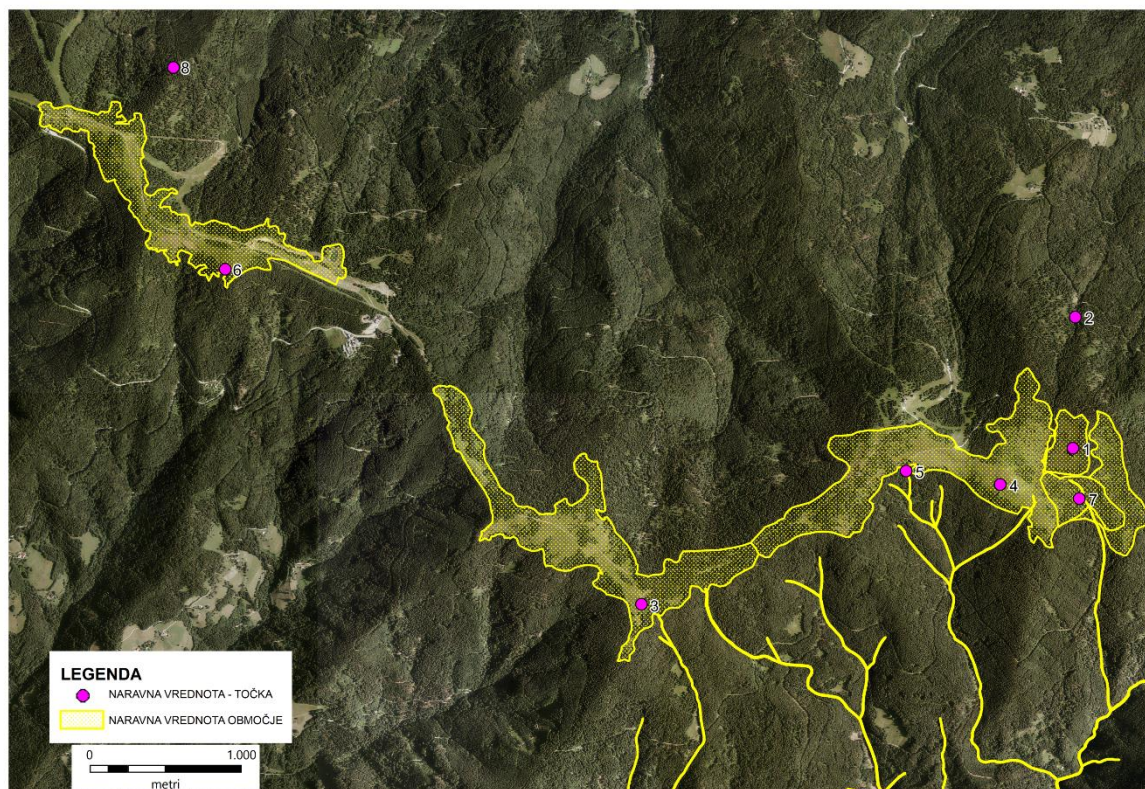 8
6
2
1
5
4
7
3
LEGENDA
NARAVNA VREDNOTA - TOČKA
NARAVNA VREDNOTA OBMOČJE
0 1.000
metri